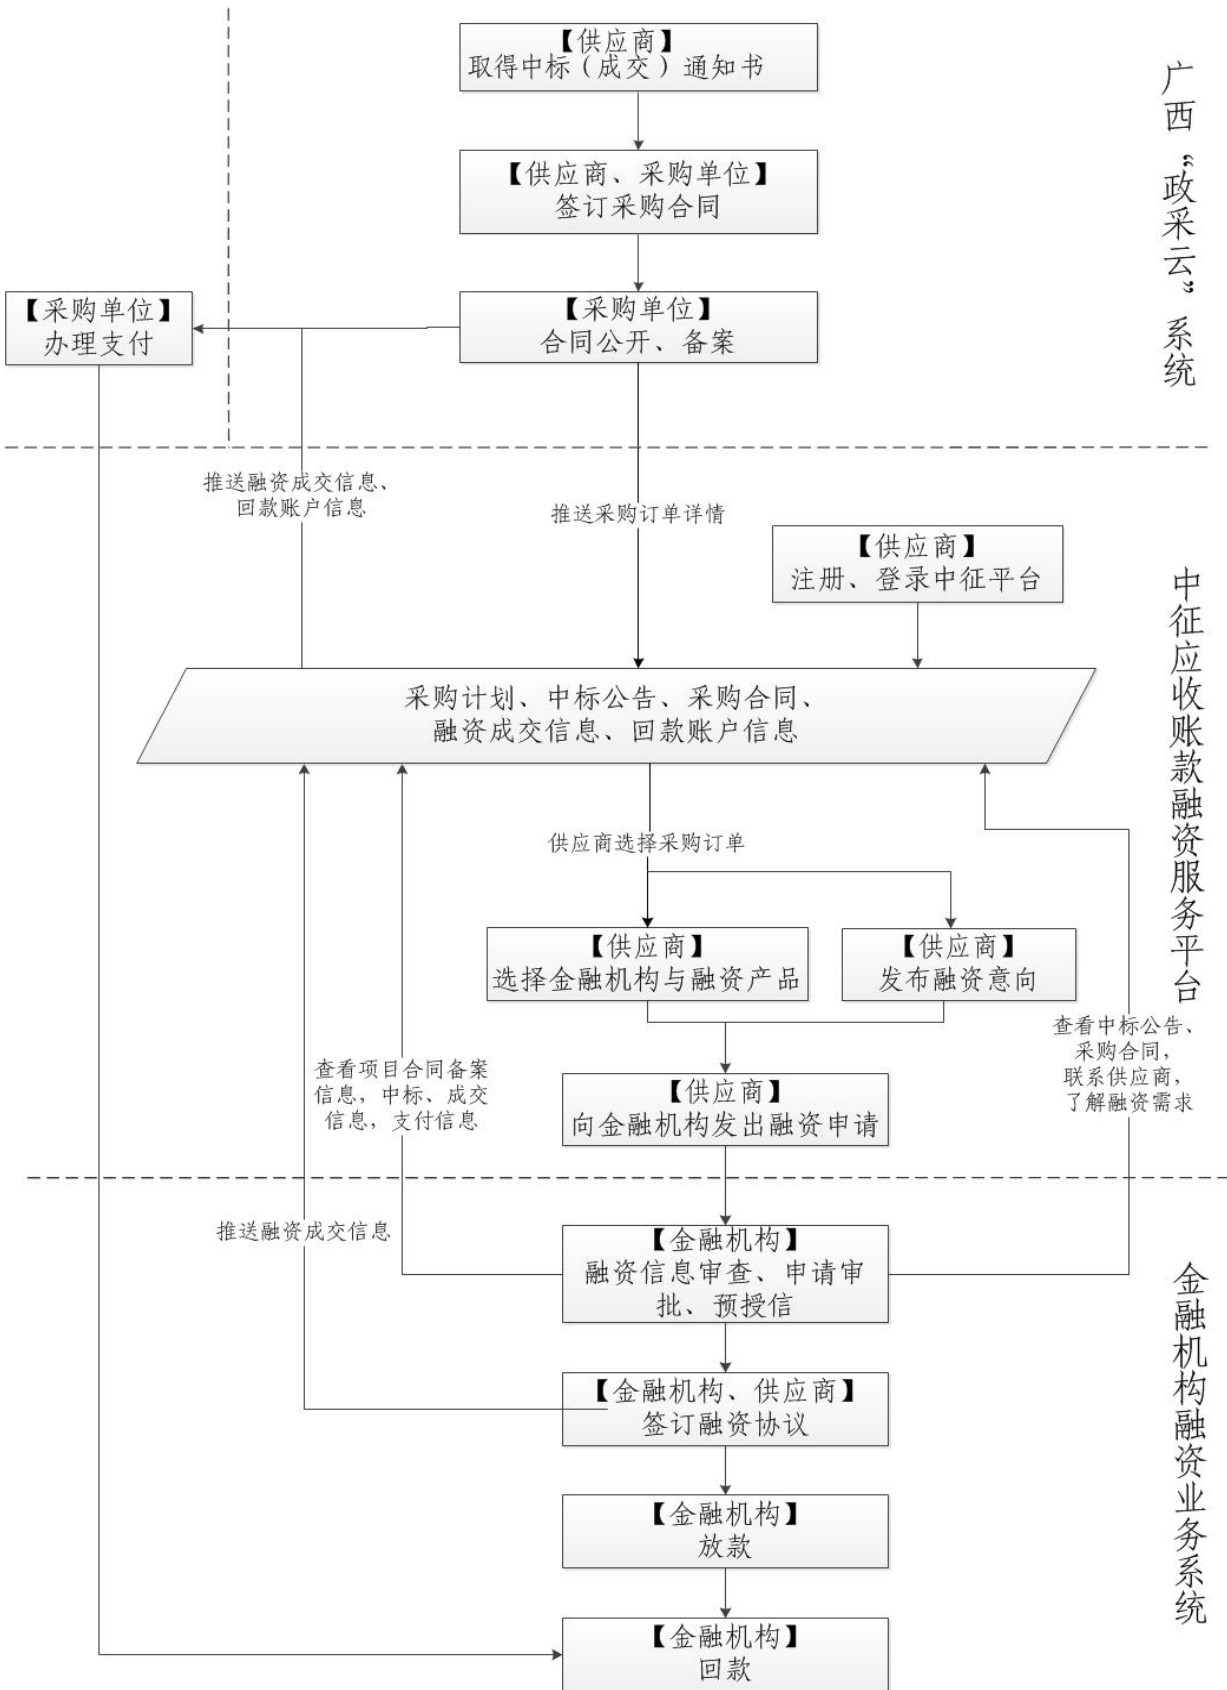 【供应商】
取得中标（成交）通知书
广西“政采云”系统
【供应商、采购单位】
签订采购合同
【采购单位】
办理支付
【采购单位】
合同公开、备案
推送融资成交信息、
回款账户信息
推送采购订单详情
【供应商】
注册、登录中征平台
中征应收账款融资服务平台
采购计划、中标公告、采购合同、
融资成交信息、回款账户信息
供应商选择采购订单
【供应商】
选择金融机构与融资产品
【供应商】
发布融资意向
查看中标公告、
采购合同，
联系供应商，
了解融资需求
查看项目合同备案
信息，中标、成交
信息，支付信息
【供应商】
向金融机构发出融资申请
推送融资成交信息
【金融机构】
融资信息审查、申请审
批、预授信
金融机构融资业务系统
【金融机构、供应商】
签订融资协议
【金融机构】
放款
【金融机构】
回款